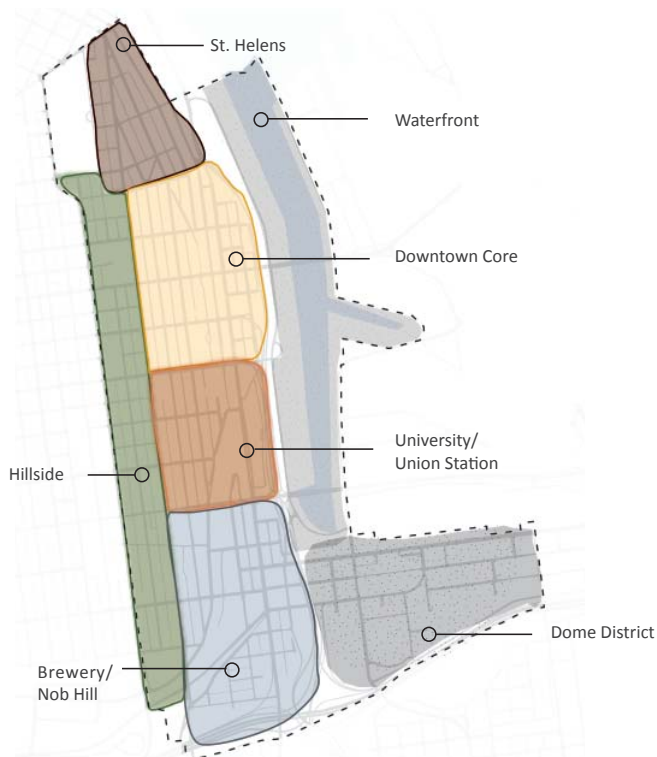 St. Helens
Waterfront
Downtown Core
University/
Union Station
Hillside
Dome District
Brewery/
Nob Hill